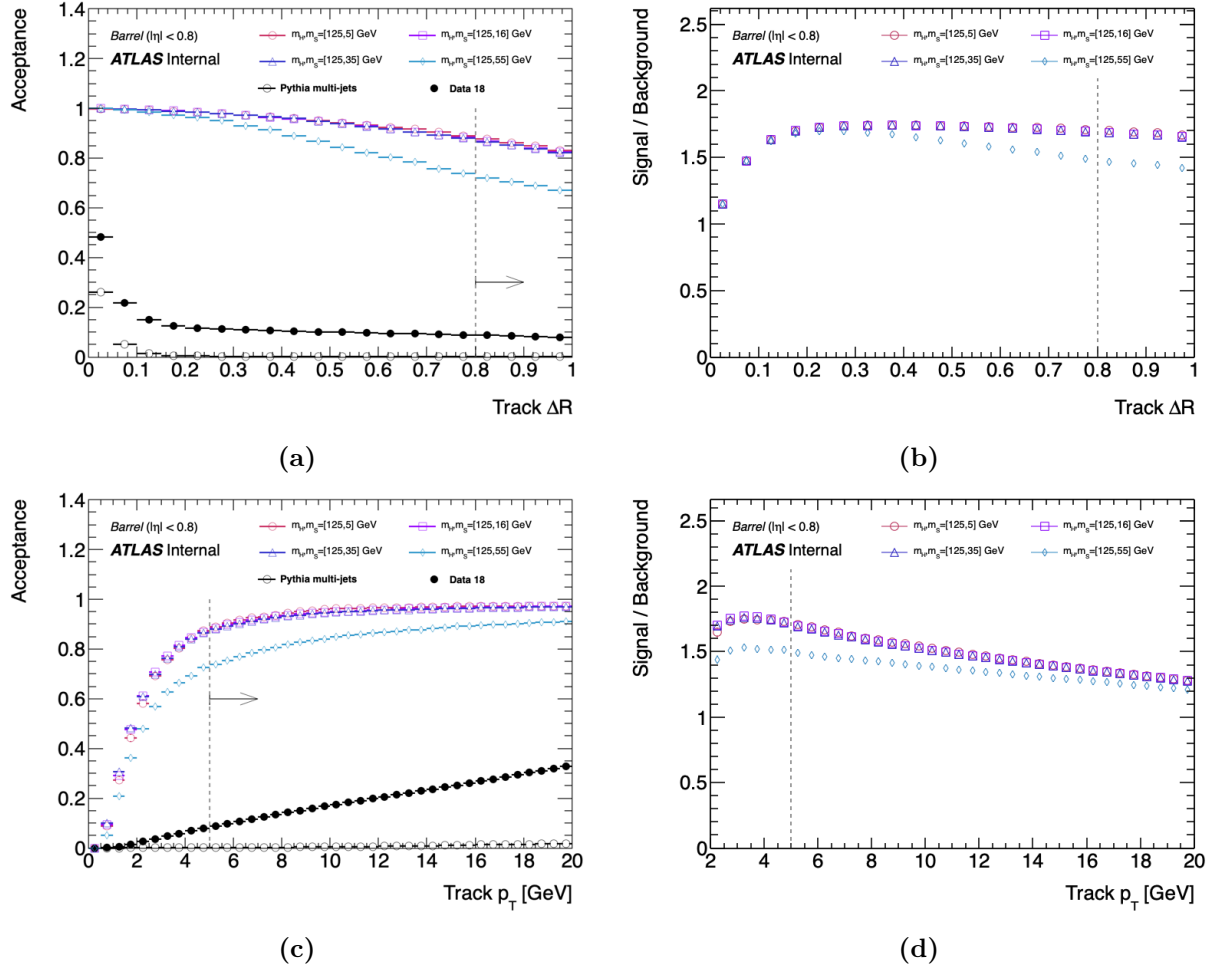 Acceptance
1.4
1.2
1
0.8
0.6
0.4
0.2
0
Barrel (|η| < 0.8)
ATLAS Internal
m_H,m_S=[125,5] GeV
m_H,m_S=[125,16] GeV
m_H,m_S=[125,35] GeV
m_H,m_S=[125,55] GeV
Pythia multi-jets
Data 18
0 0.1 0.2 0.3 0.4 0.5 0.6 0.7 0.8 0.9 1
Track ΔR
(a)
Signal / Background
2.5
2
1.5
1
0.5
0
Barrel (|η| < 0.8)
ATLAS Internal
m_H,m_S=[125,5] GeV
m_H,m_S=[125,16] GeV
m_H,m_S=[125,35] GeV
m_H,m_S=[125,55] GeV
0 0.1 0.2 0.3 0.4 0.5 0.6 0.7 0.8 0.9 1
Track ΔR
(b)
Acceptance
1.4
1.2
1
0.8
0.6
0.4
0.2
0
Barrel (|η| < 0.8)
ATLAS Internal
m_H,m_S=[125,5] GeV
m_H,m_S=[125,16] GeV
m_H,m_S=[125,35] GeV
m_H,m_S=[125,55] GeV
Pythia multi-jets
Data 18
0 2 4 6 8 10 12 14 16 18 20
Track p_T [GeV]
(c)
Signal / Background
2.5
2
1.5
1
0.5
0
Barrel (|η| < 0.8)
ATLAS Internal
m_H,m_S=[125,5] GeV
m_H,m_S=[125,16] GeV
m_H,m_S=[125,35] GeV
m_H,m_S=[125,55] GeV
2 4 6 8 10 12 14 16 18 20
Track p_T [GeV]
(d)